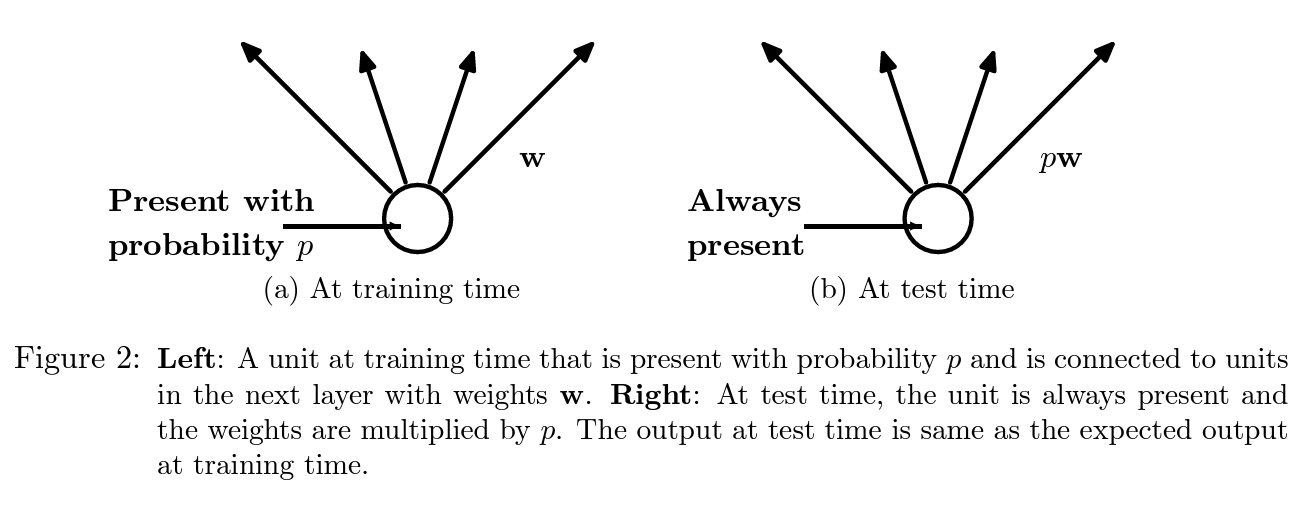 w
Present with
probability p
(a) At training time
pw
Always
present
(b) At test time
Figure 2: Left: A unit at training time that is present with probability p and is connected to units
in the next layer with weights w. Right: At test time, the unit is always present and
the weights are multiplied by p. The output at test time is same as the expected output
at training time.